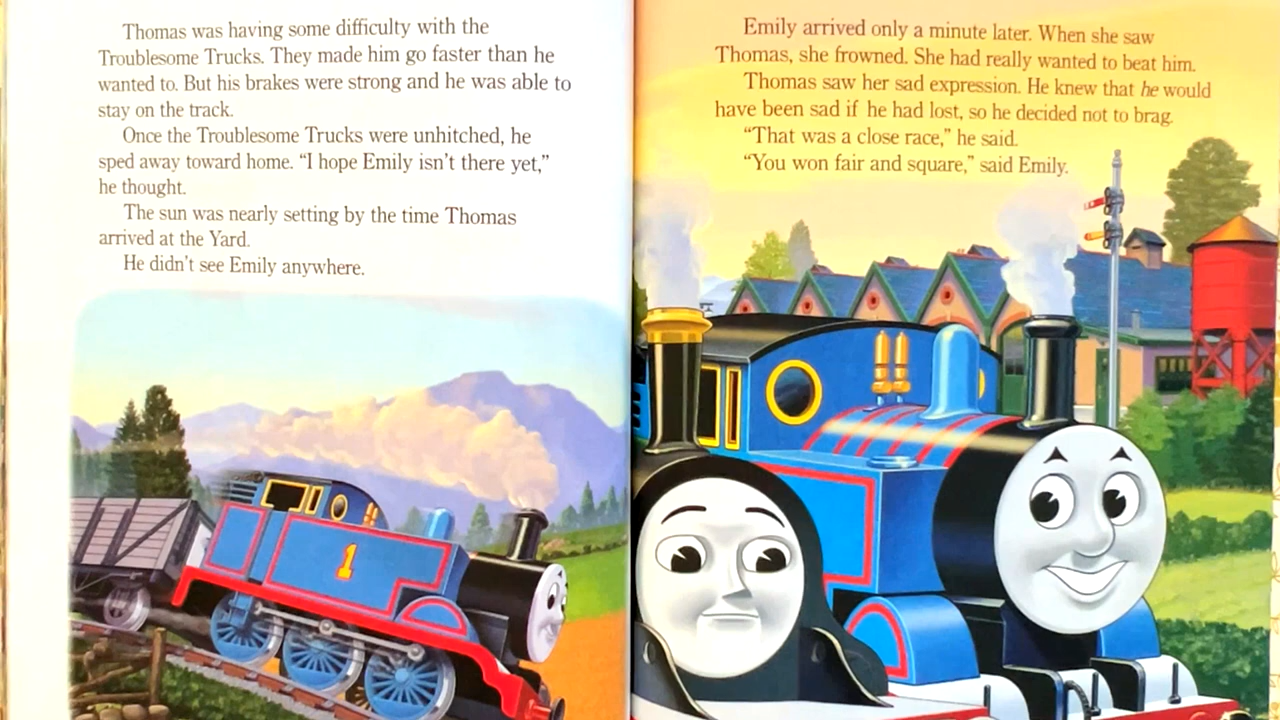 Thomas was having some difficulty with the
Troublesome Trucks. They made him go faster than he
wanted to. But his brakes were strong and he was able to
stay on the track.
Once the Troublesome Trucks were unhitched, he
sped away toward home. “I hope Emily isn’t there yet,”
he thought.
The sun was nearly setting by the time Thomas
arrived at the Yard.
He didn’t see Emily anywhere.
1
Emily arrived only a minute later. When she saw
Thomas, she frowned. She had really wanted to beat him.
Thomas saw her sad expression. He knew that he would
have been sad if he had lost, so he decided not to brag.
“That was a close race,” he said.
“You won fair and square,” said Emily.